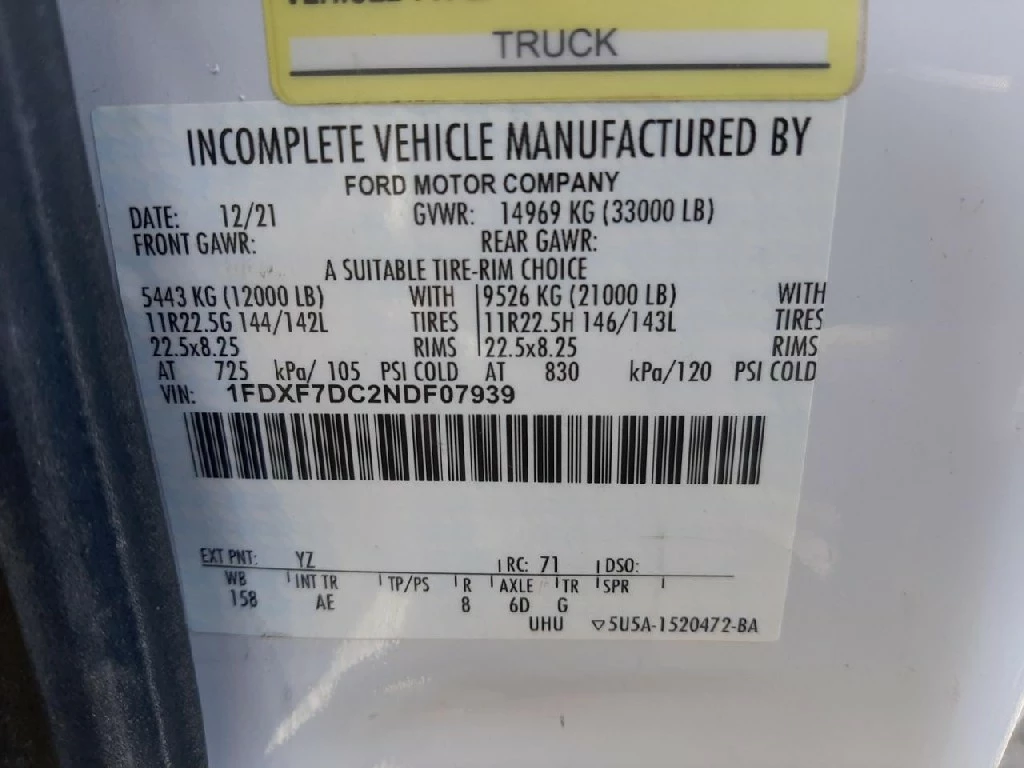 TRUCK
INCOMPLETE VEHICLE MANUFACTURED BY
FORD MOTOR COMPANY
DATE: 12/21 GVWR: 14969 KG (33000 LB)
FRONT GAWR: REAR GAWR:
A SUITABLE TIRE-RIM CHOICE
5443 KG (12000 LB) WITH 9526 KG (21000 LB) WITH
11R22.5G 144/142L TIRES 11R22.5H 146/143L TIRES
22.5x8.25 RIMS 22.5x8.25 RIMS
AT 725 kPa/ 105 PSI COLD AT 830 kPa/120 PSI COLD
VIN: 1FDXF7DC2NDF07939
EXT PNT: YZ RC: 71 DSO:
WB INT TR TP/PS R AXLE TR SPR
158 AE 8 6D G
UHU ▽5U5A-1520472-BA